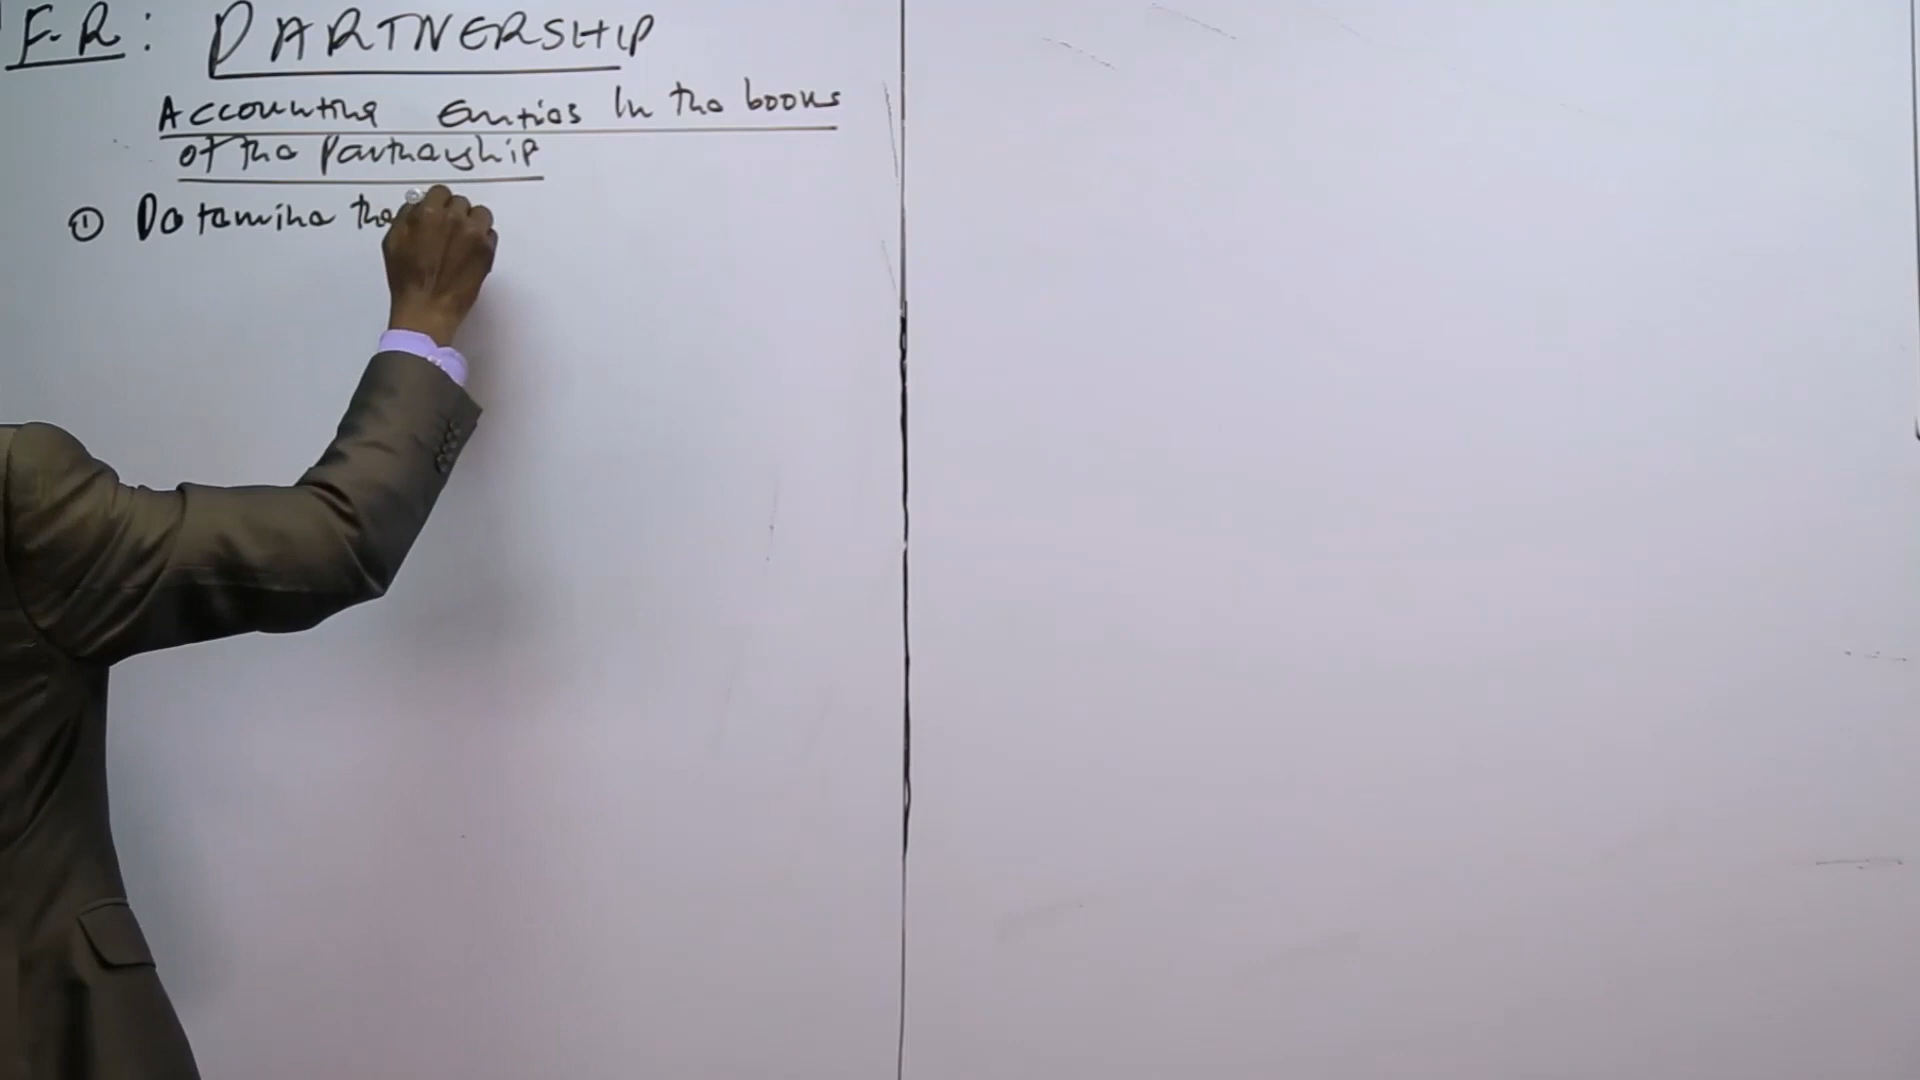 F.R: PARTNERSHIP
Accounting Entries In the books
of the Partnership
① Determine the